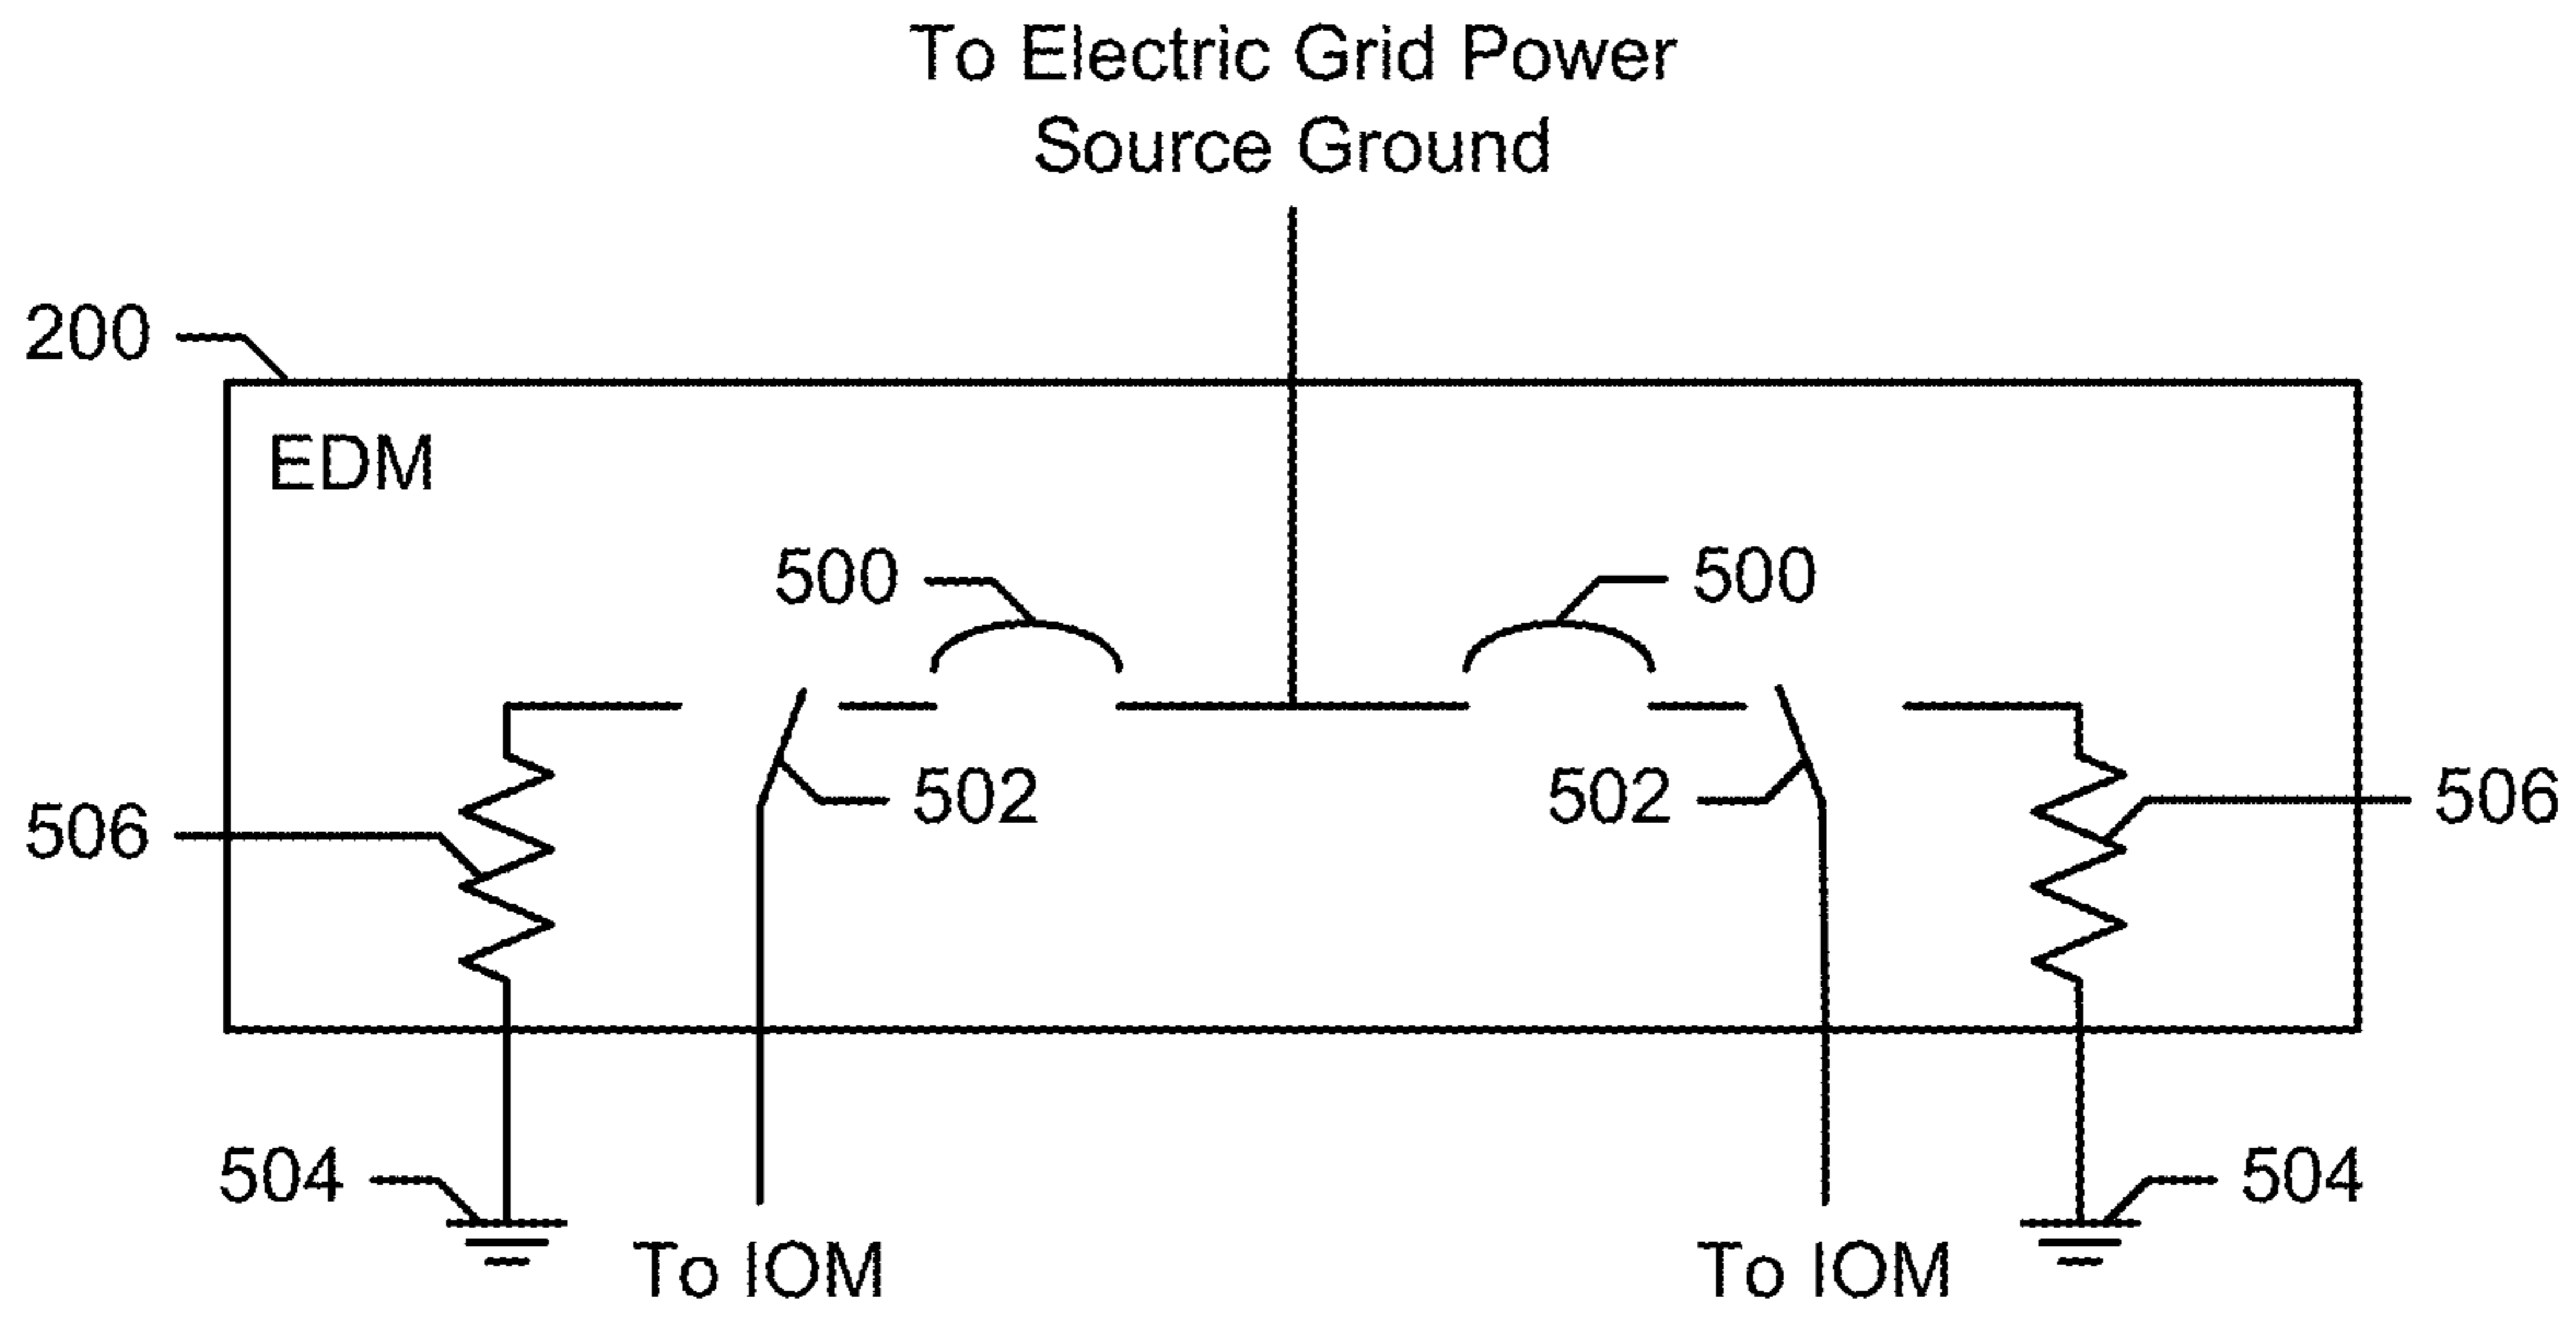 To Electric Grid Power
Source Ground
200
EDM
500
500
502
502
506
506
504
504
To IOM
To IOM